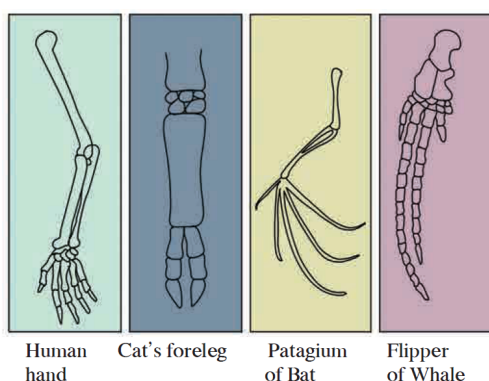 Human hand
Cat's foreleg
Patagium of Bat
Flipper of Whale